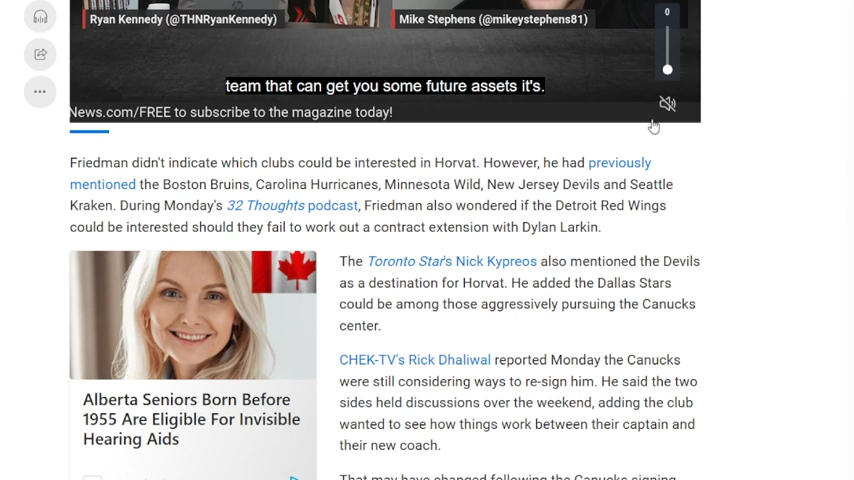 0
Ryan Kennedy (@THNRyanKennedy)
Mike Stephens (@mikeystephens81)
team that can get you some future assets it's.
News.com/FREE to subscribe to the magazine today!
Friedman didn't indicate which clubs could be interested in Horvat. However, he had previously
mentioned the Boston Bruins, Carolina Hurricanes, Minnesota Wild, New Jersey Devils and Seattle
Kraken. During Monday's 32 Thoughts podcast, Friedman also wondered if the Detroit Red Wings
could be interested should they fail to work out a contract extension with Dylan Larkin.
The Toronto Star's Nick Kypreos also mentioned the Devils
as a destination for Horvat. He added the Dallas Stars
could be among those aggressively pursuing the Canucks
center.
CHEK-TV's Rick Dhaliwal reported Monday the Canucks
were still considering ways to re-sign him. He said the two
sides held discussions over the weekend, adding the club
wanted to see how things work between their captain and
their new coach.
That may have changed following the Canucks signing
Alberta Seniors Born Before
1955 Are Eligible For Invisible
Hearing Aids